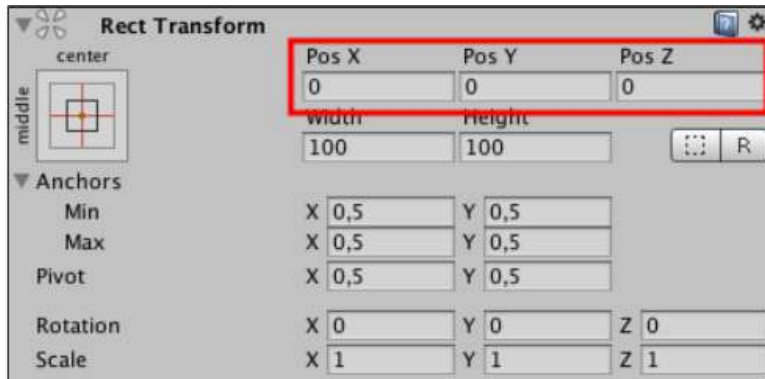 Rect Transform
center
middle
Pos X Pos Y Pos Z
0 0 0
Width Height
100 100
R
Anchors
Min X 0,5 Y 0,5
Max X 0,5 Y 0,5
Pivot X 0,5 Y 0,5
Rotation X 0 Y 0 Z 0
Scale X 1 Y 1 Z 1